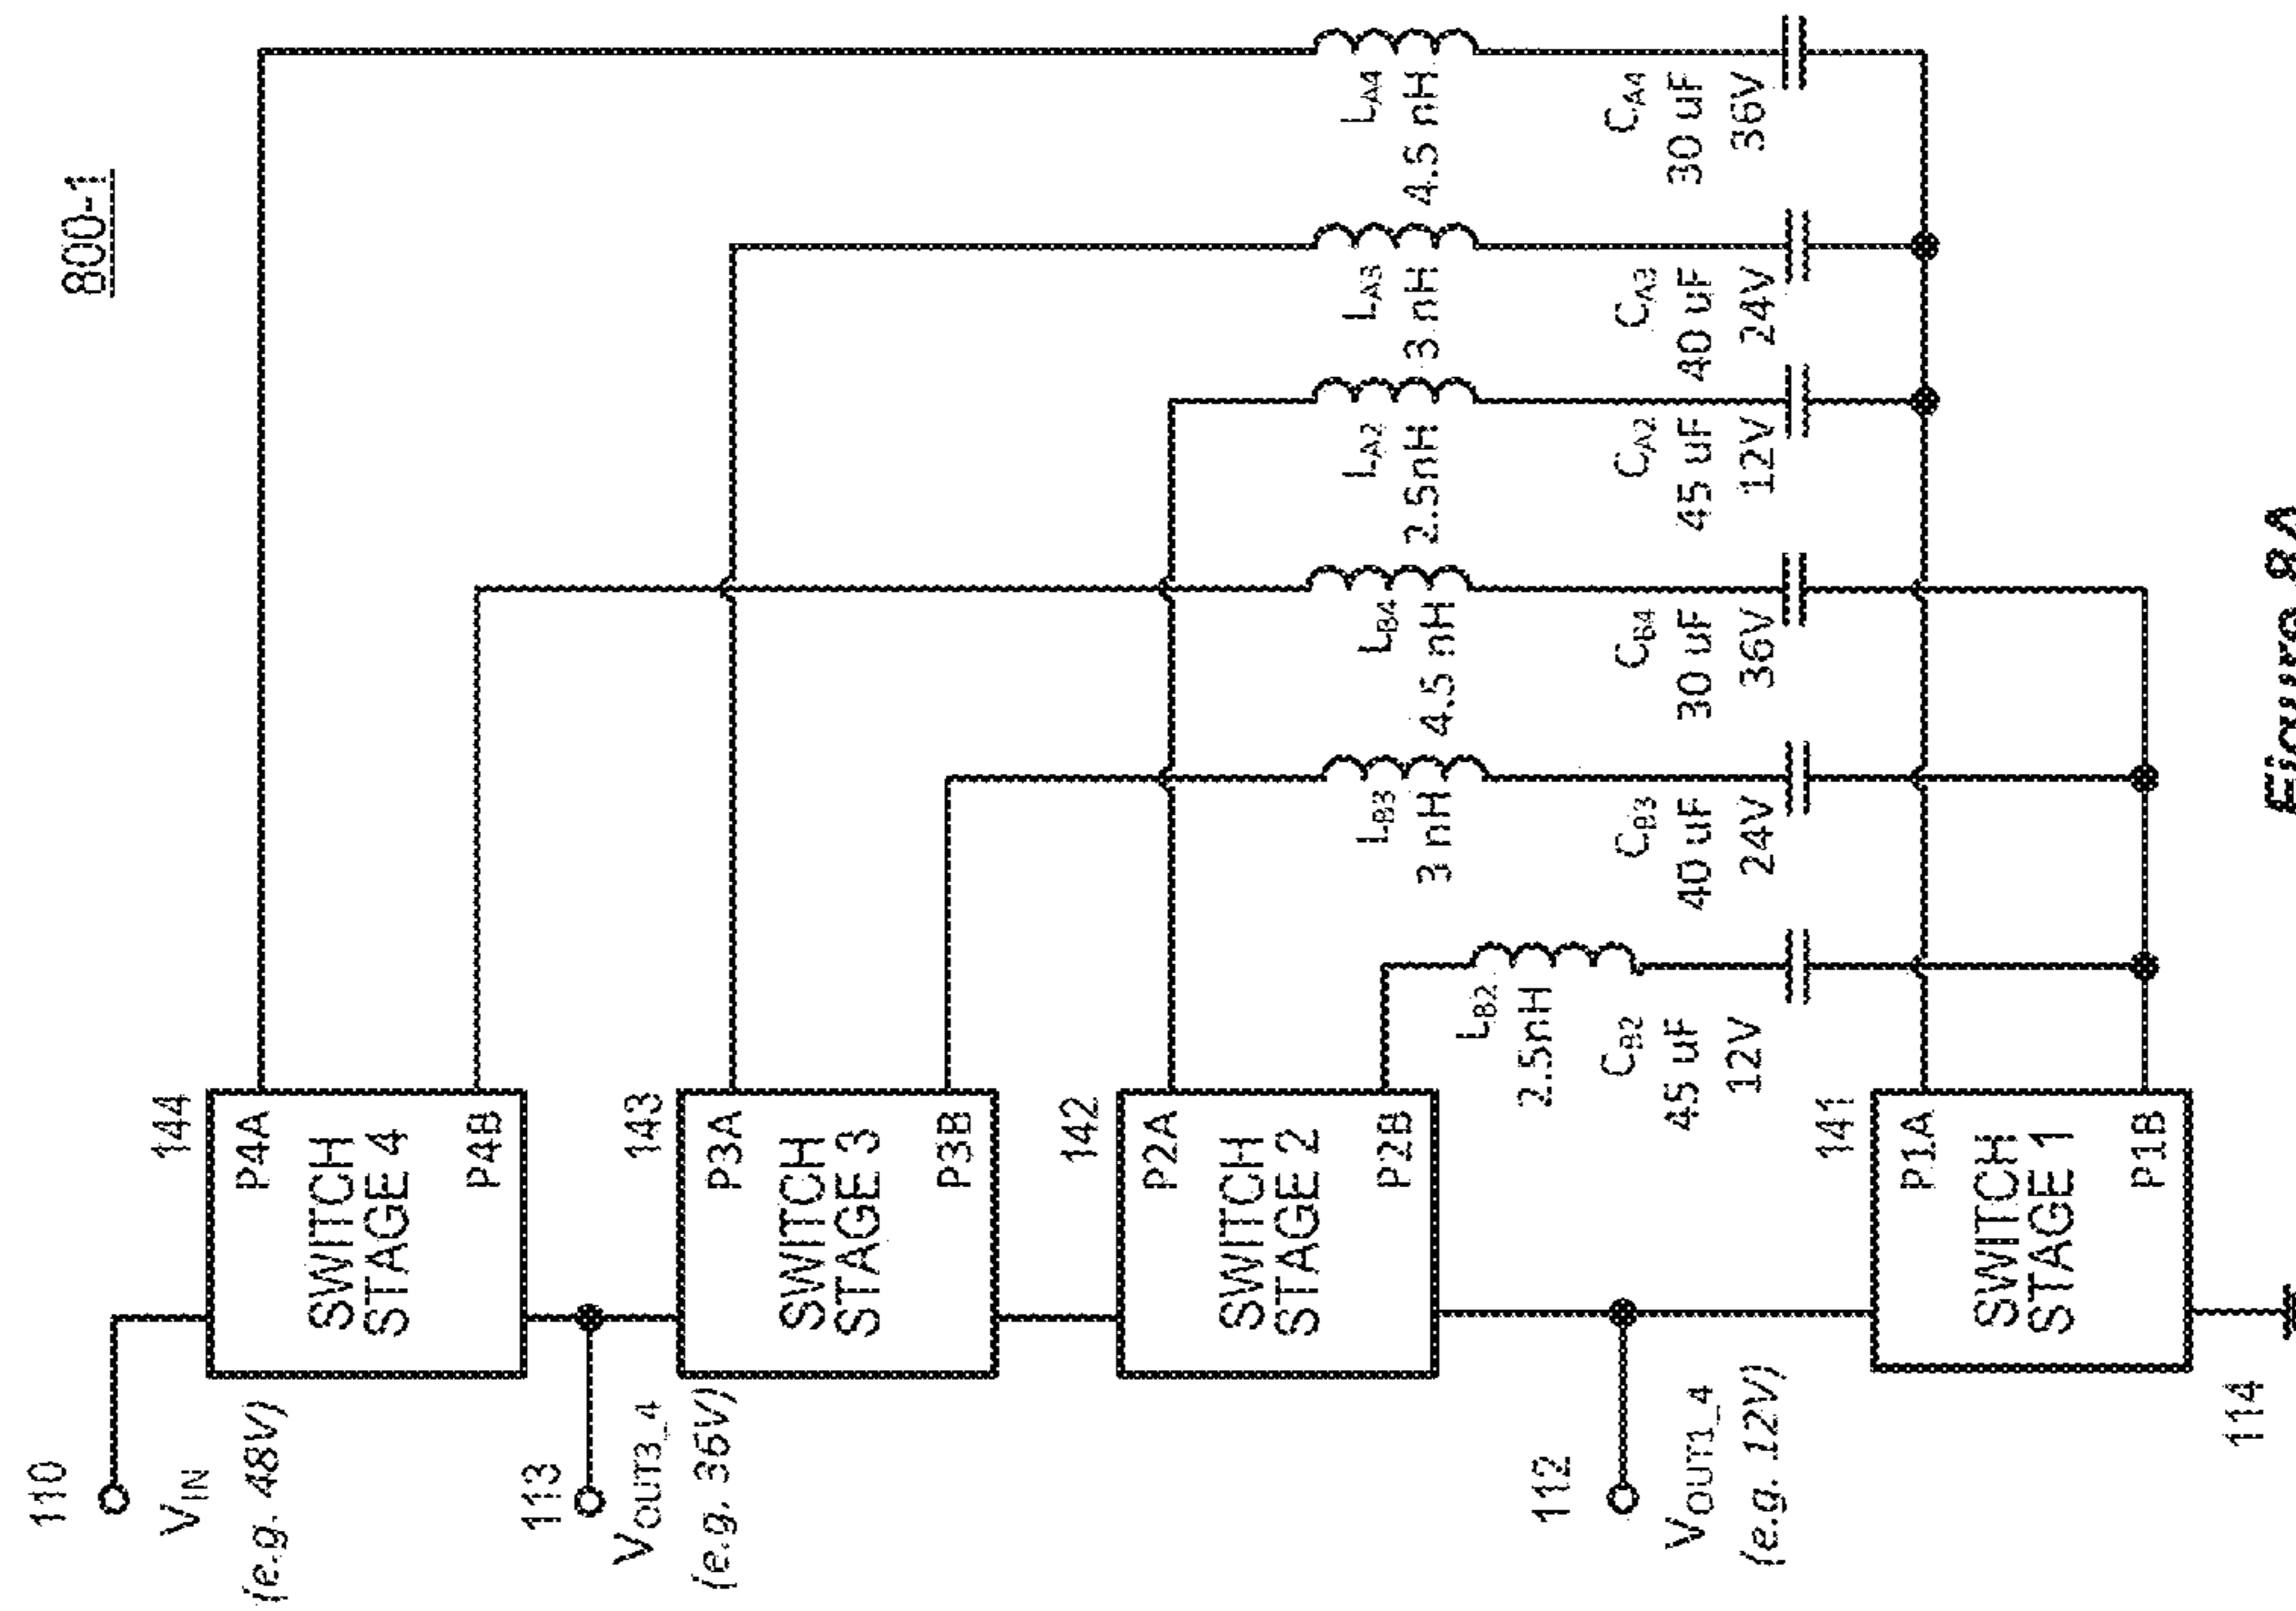 800-1
110
V_IN
(e.g. 48V)
144
P4A
SWITCH
STAGE 4
P4B
113
V_OUT3_4
(e.g. 36V)
143
P3A
SWITCH
STAGE 3
P3B
142
P2A
SWITCH
STAGE 2
P2B
112
V_OUT1_4
(e.g. 12V)
141
P1A
SWITCH
STAGE 1
P1B
114
L_B2
2.5nH
C_B2
45 uF
12V
L_B3
3 nH
C_B3
40 uF
24V
L_B4
4.5 nH
C_B4
30 uF
36V
L_A2
2.5nH
C_A2
45 uF
12V
L_A3
3 nH
C_A3
40 uF
24V
L_A4
4.5 nH
C_A4
30 uF
36V
Figure 8A